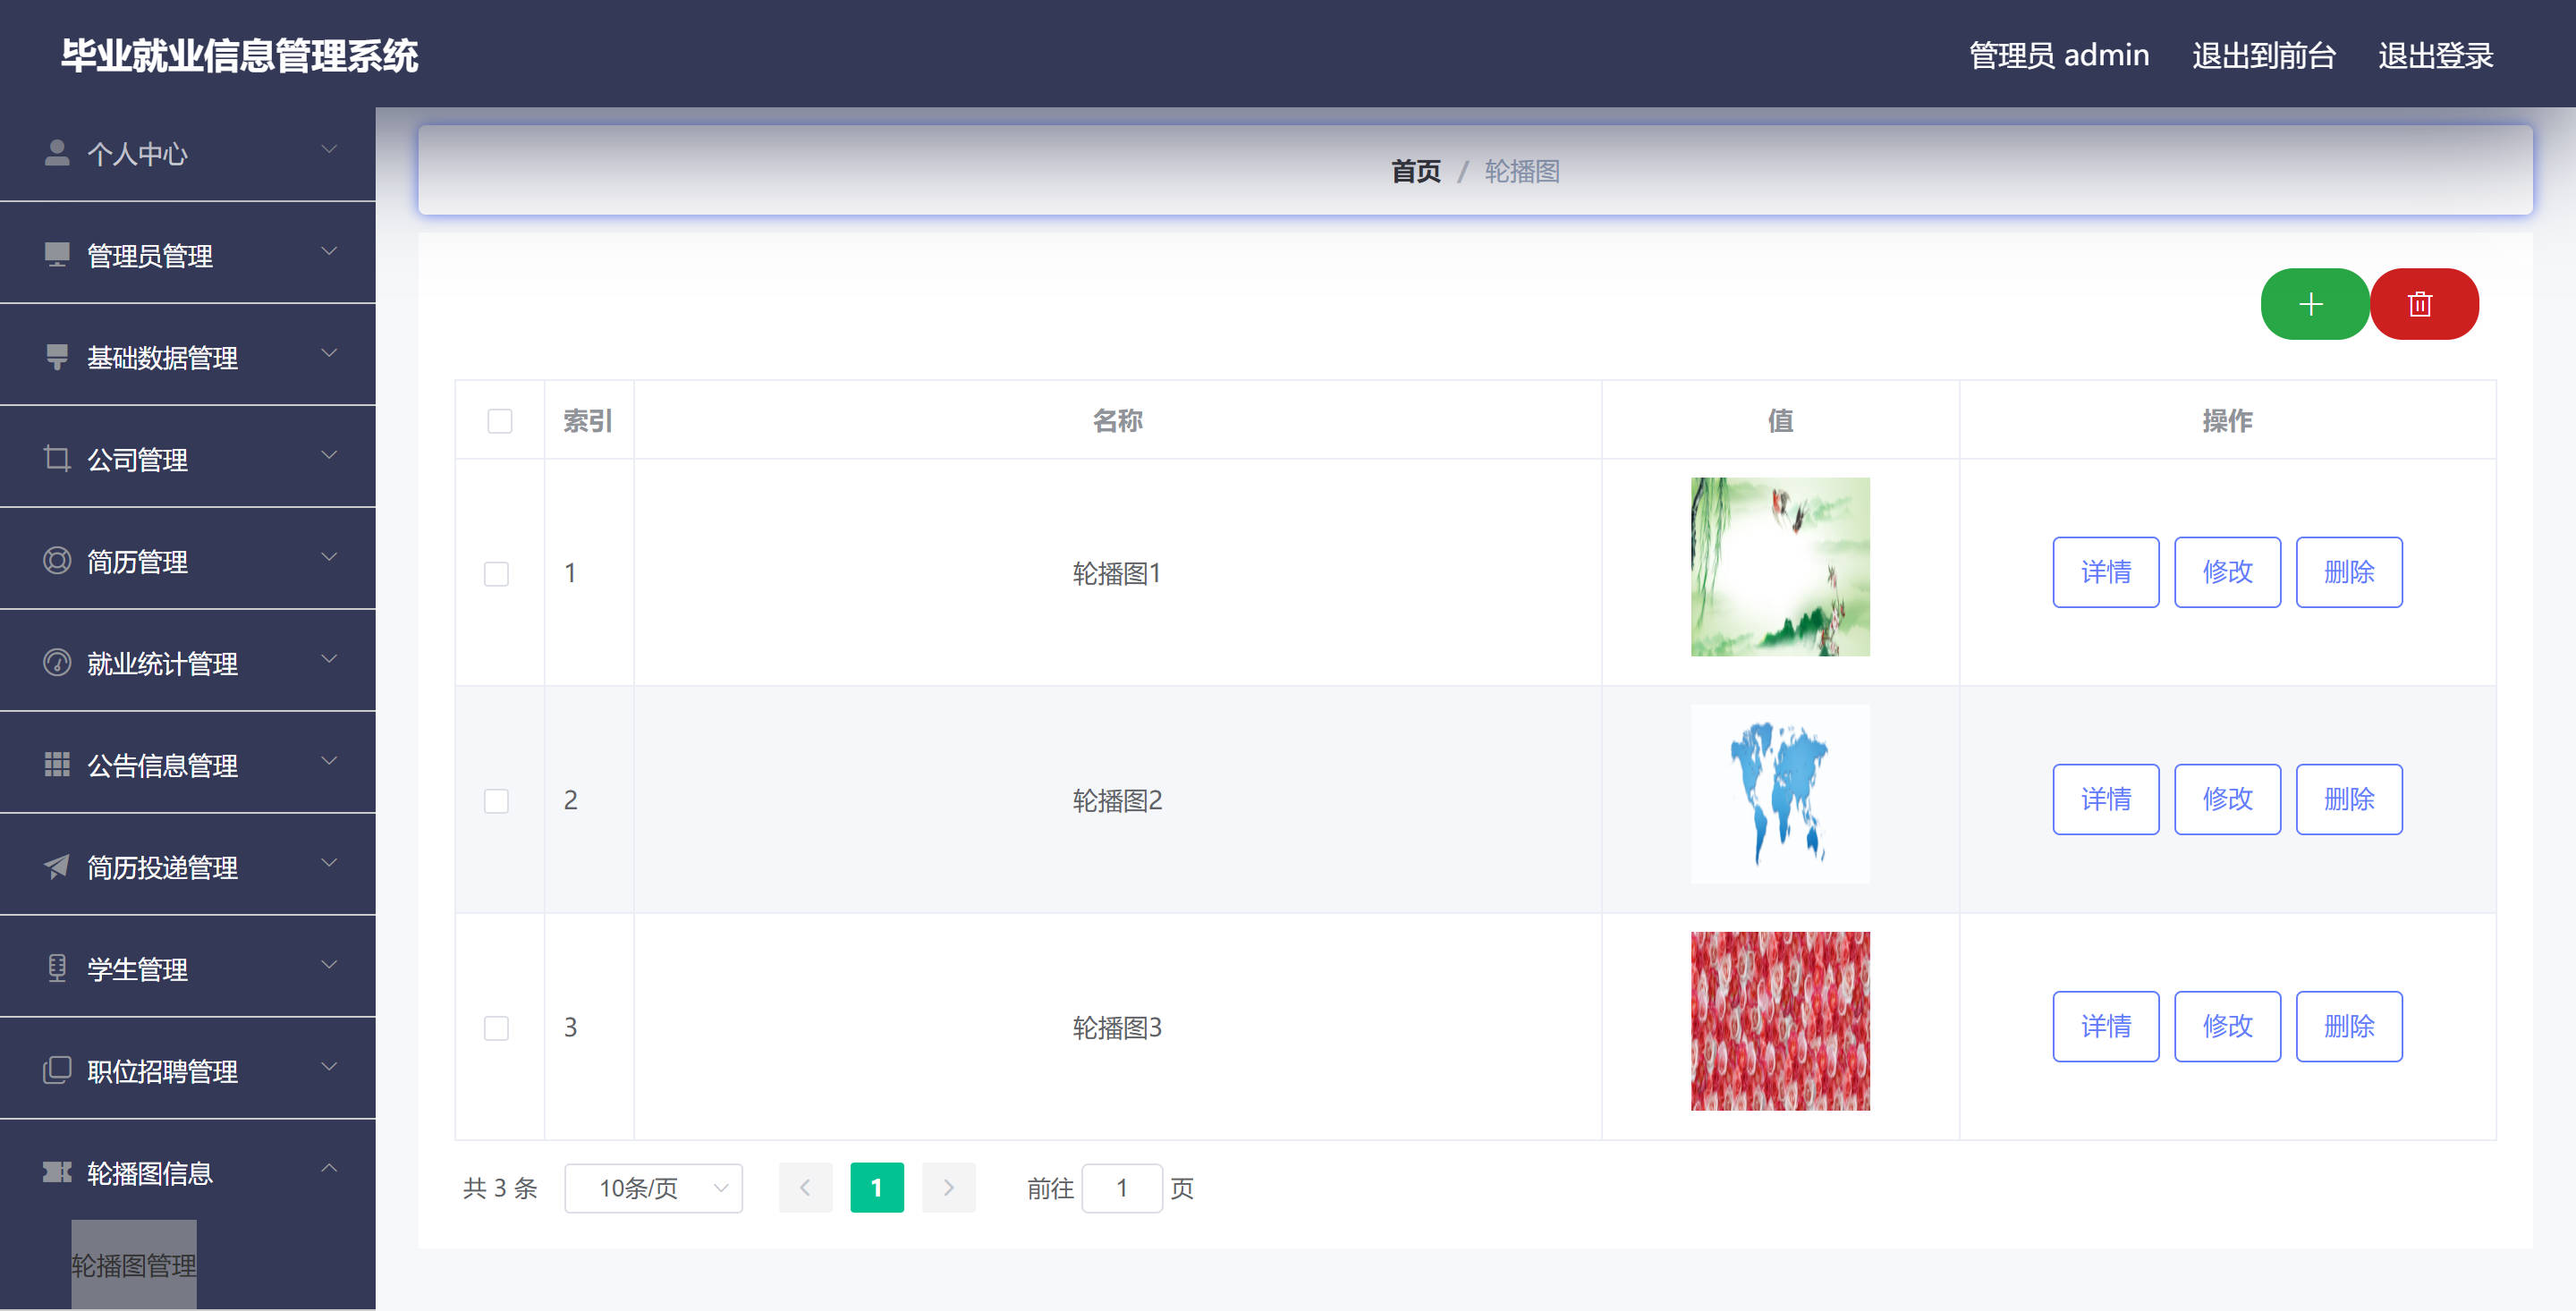 毕业就业信息管理系统
管理员 admin 退出到前台 退出登录
个人中心
管理员管理
基础数据管理
公司管理
简历管理
就业统计管理
公告信息管理
简历投递管理
学生管理
职位招聘管理
轮播图信息
轮播图管理
首页 / 轮播图
索引 名称 值 操作
1 轮播图1 详情 修改 删除
2 轮播图2 详情 修改 删除
3 轮播图3 详情 修改 删除
共 3 条 10条/页 1 前往 1 页